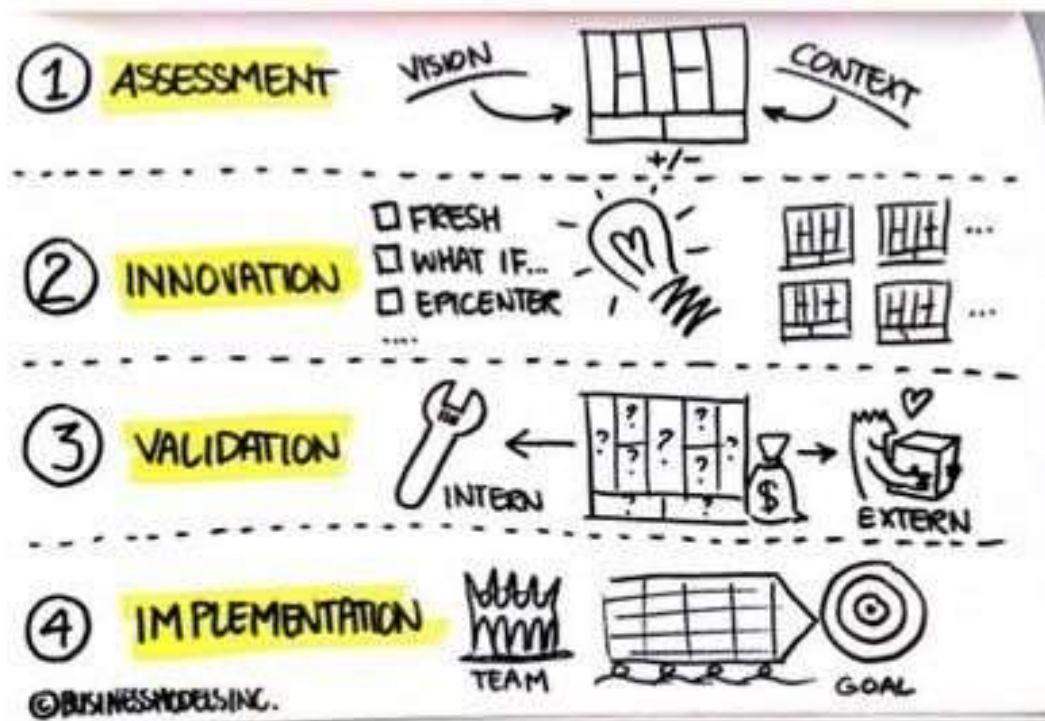 1 ASSESSMENT
VISION
CONTEXT
+/-
2 INNOVATION
FRESH
WHAT IF...
EPICENTER
....
...
...
3 VALIDATION
INTERN
? ? ? ? ? ? ? ? ?
$
EXTERN
4 IMPLEMENTATION
TEAM
GOAL
©BUSINESSMODELSINC.